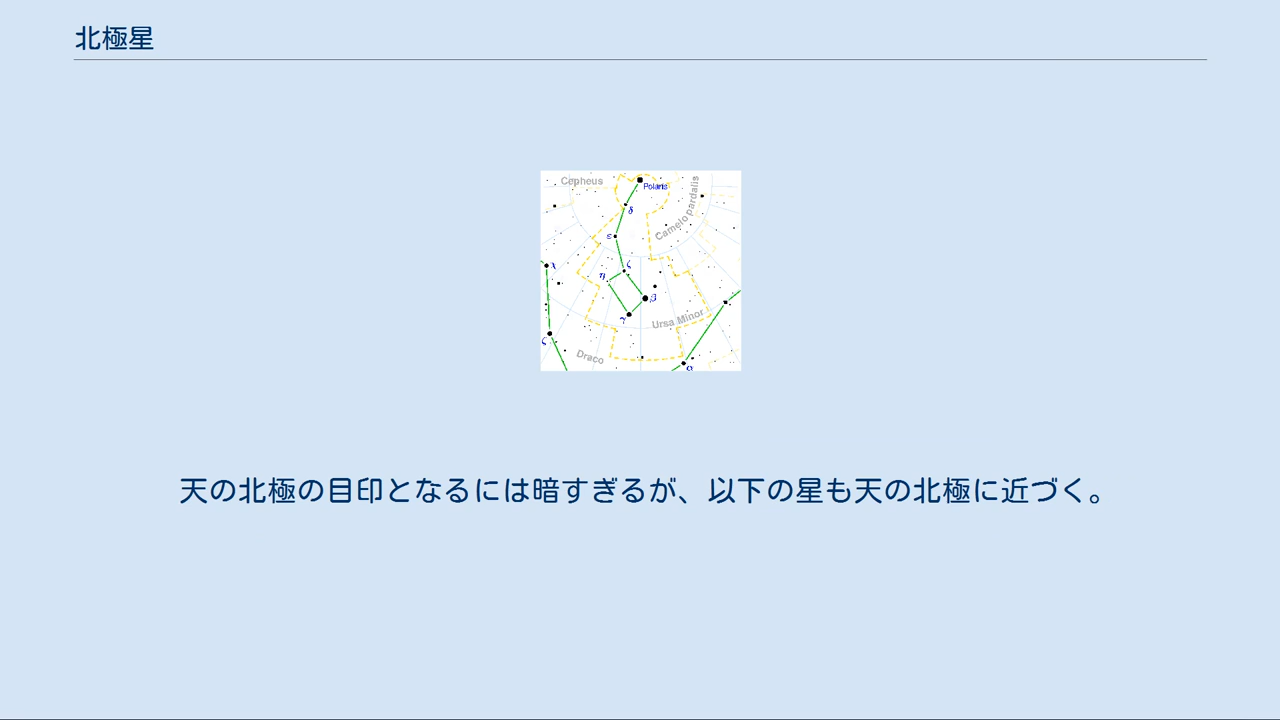 北極星
Cepheus
Polaris
Camelopardalis
δ
ε
ζ
η
χ
β
γ
Ursa Minor
ζ
Draco
α
天の北極の目印となるには暗すぎるが、以下の星も天の北極に近づく。